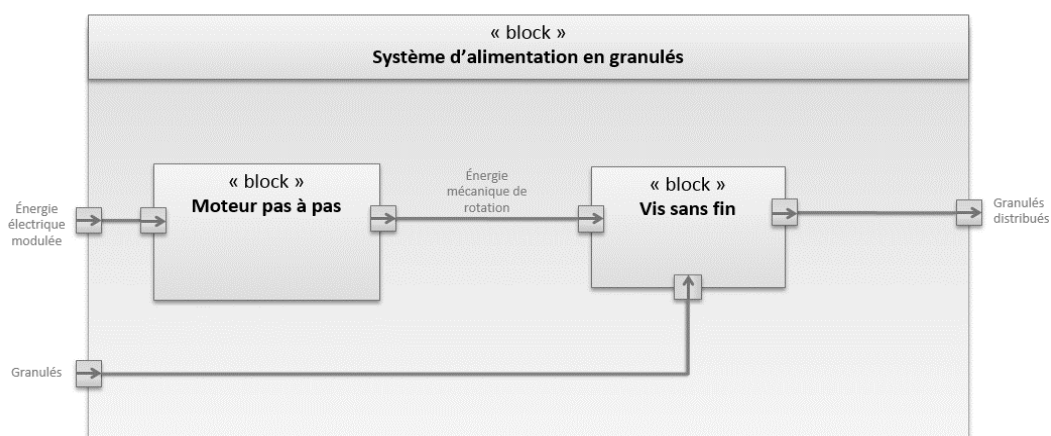 « block »
Système d’alimentation en granulés
« block »
Moteur pas à pas
Énergie
mécanique de
rotation
« block »
Vis sans fin
Énergie
électrique
modulée
Granulés
distribués
Granulés